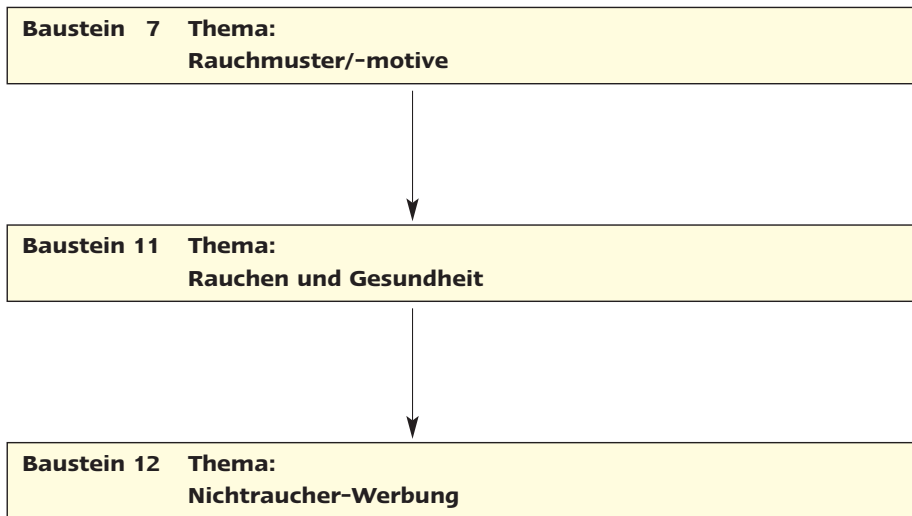 Baustein 7 Thema:
Rauchmuster/-motive
Baustein 11 Thema:
Rauchen und Gesundheit
Baustein 12 Thema:
Nichtraucher-Werbung